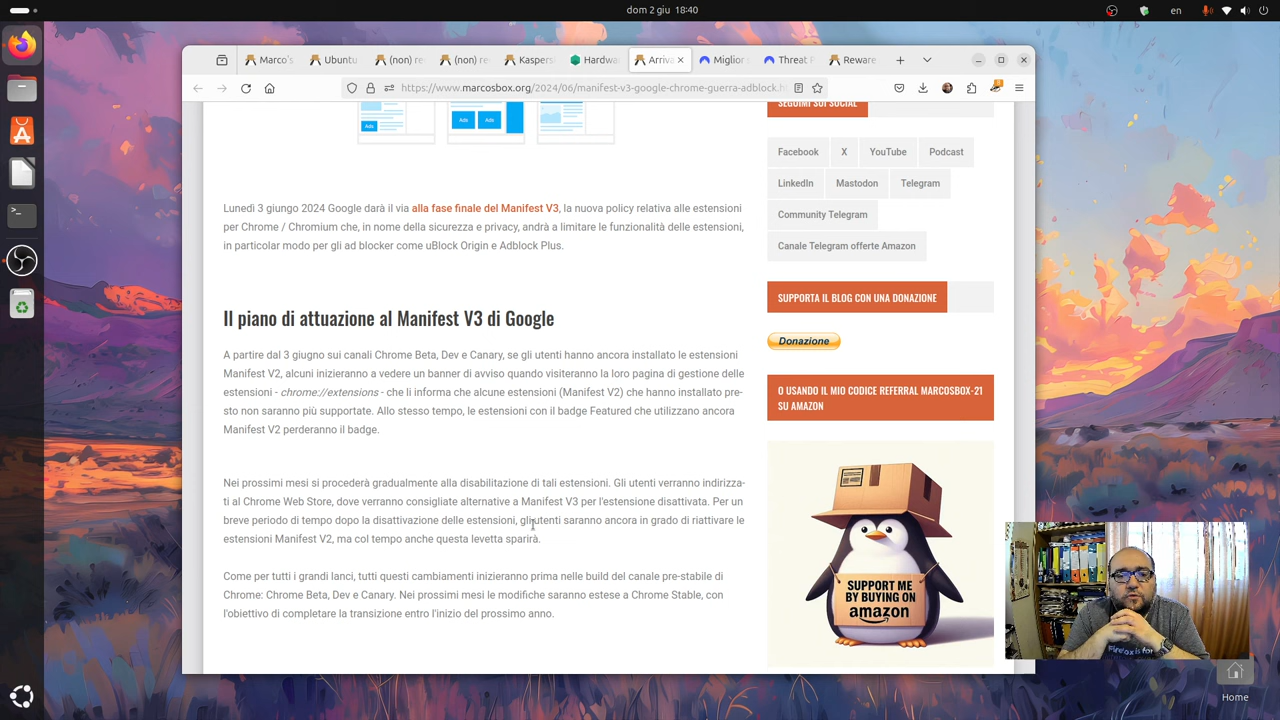 dom 2 giu 18:40
en
Marco's
Ubuntu
(non) re
(non) re
Kaspers
Hardwa
Arriva
Miglior
Threat
Reware
https://www.marcosbox.org/2024/06/manifest-v3-google-chrome-guerra-adblock.h
Ads
Ads
Ads
Lunedì 3 giungo 2024 Google darà il via alla fase finale del Manifest V3, la nuova policy relativa alle estensioni
per Chrome / Chromium che, in nome della sicurezza e privacy, andrà a limitare le funzionalità delle estensioni,
in particolar modo per gli ad blocker come uBlock Origin e Adblock Plus.
Il piano di attuazione al Manifest V3 di Google
A partire dal 3 giugno sui canali Chrome Beta, Dev e Canary, se gli utenti hanno ancora installato le estensioni
Manifest V2, alcuni inizieranno a vedere un banner di avviso quando visiteranno la loro pagina di gestione delle
estensioni - chrome://extensions - che li informa che alcune estensioni (Manifest V2) che hanno installato pre-
sto non saranno più supportate. Allo stesso tempo, le estensioni con il badge Featured che utilizzano ancora
Manifest V2 perderanno il badge.
Nei prossimi mesi si procederà gradualmente alla disabilitazione di tali estensioni. Gli utenti verranno indirizza-
ti al Chrome Web Store, dove verranno consigliate alternative a Manifest V3 per l'estensione disattivata. Per un
breve periodo di tempo dopo la disattivazione delle estensioni, gli utenti saranno ancora in grado di riattivare le
estensioni Manifest V2, ma col tempo anche questa levetta sparirà.
Come per tutti i grandi lanci, tutti questi cambiamenti inizieranno prima nelle build del canale pre-stabile di
Chrome: Chrome Beta, Dev e Canary. Nei prossimi mesi le modifiche saranno estese a Chrome Stable, con
l'obiettivo di completare la transizione entro l'inizio del prossimo anno.
SEGUIMI SUI SOCIAL
Facebook
X
YouTube
Podcast
LinkedIn
Mastodon
Telegram
Community Telegram
Canale Telegram offerte Amazon
SUPPORTA IL BLOG CON UNA DONAZIONE
Donazione
O USANDO IL MIO CODICE REFERRAL MARCOSBOX-21
SU AMAZON
SUPPORT ME
BY BUYING ON
amazon
Firefox is for
Home